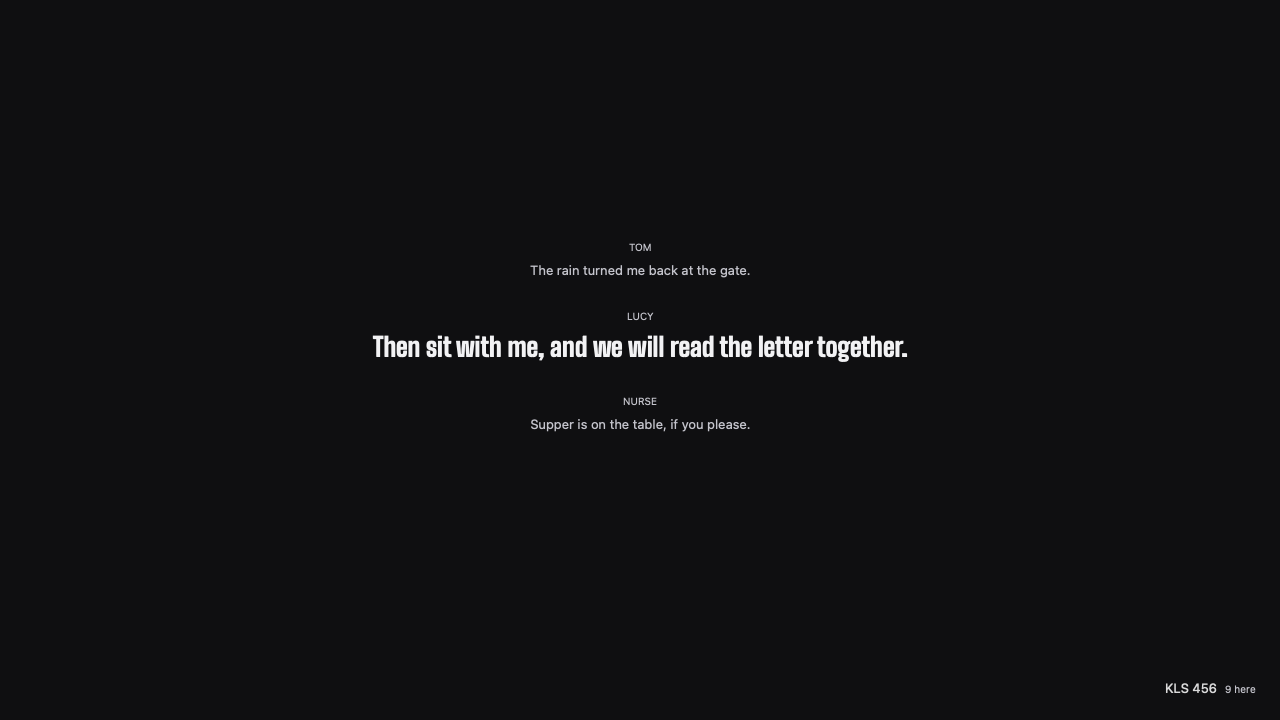 TOM
The rain turned me back at the gate.
LUCY
Then sit with me, and we will read the letter together.
NURSE
Supper is on the table, if you please.
KLS 456 9 here